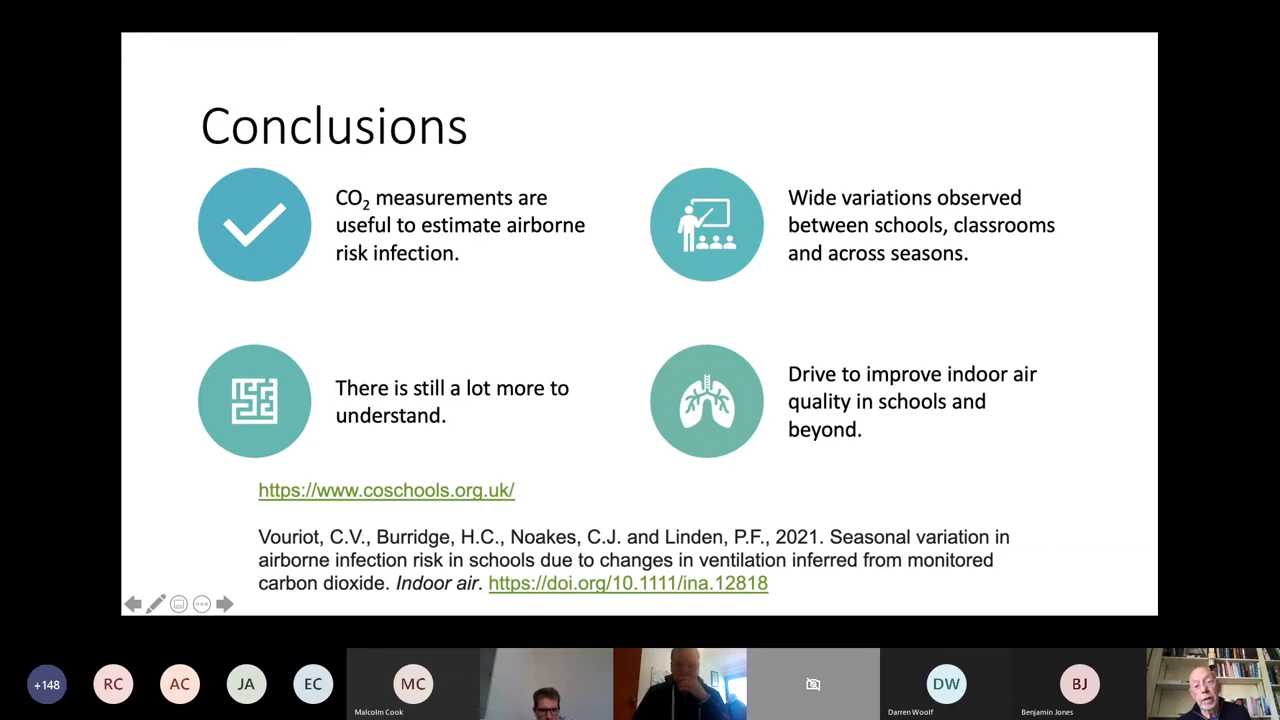 Conclusions
CO₂ measurements are
useful to estimate airborne
risk infection.
Wide variations observed
between schools, classrooms
and across seasons.
There is still a lot more to
understand.
Drive to improve indoor air
quality in schools and
beyond.
https://www.coschools.org.uk/
Vouriot, C.V., Burridge, H.C., Noakes, C.J. and Linden, P.F., 2021. Seasonal variation in
airborne infection risk in schools due to changes in ventilation inferred from monitored
carbon dioxide. Indoor air. https://doi.org/10.1111/ina.12818
+148
RC
AC
JA
EC
MC
Malcolm Cook
DW
Darren Woolf
BJ
Benjamin Jones